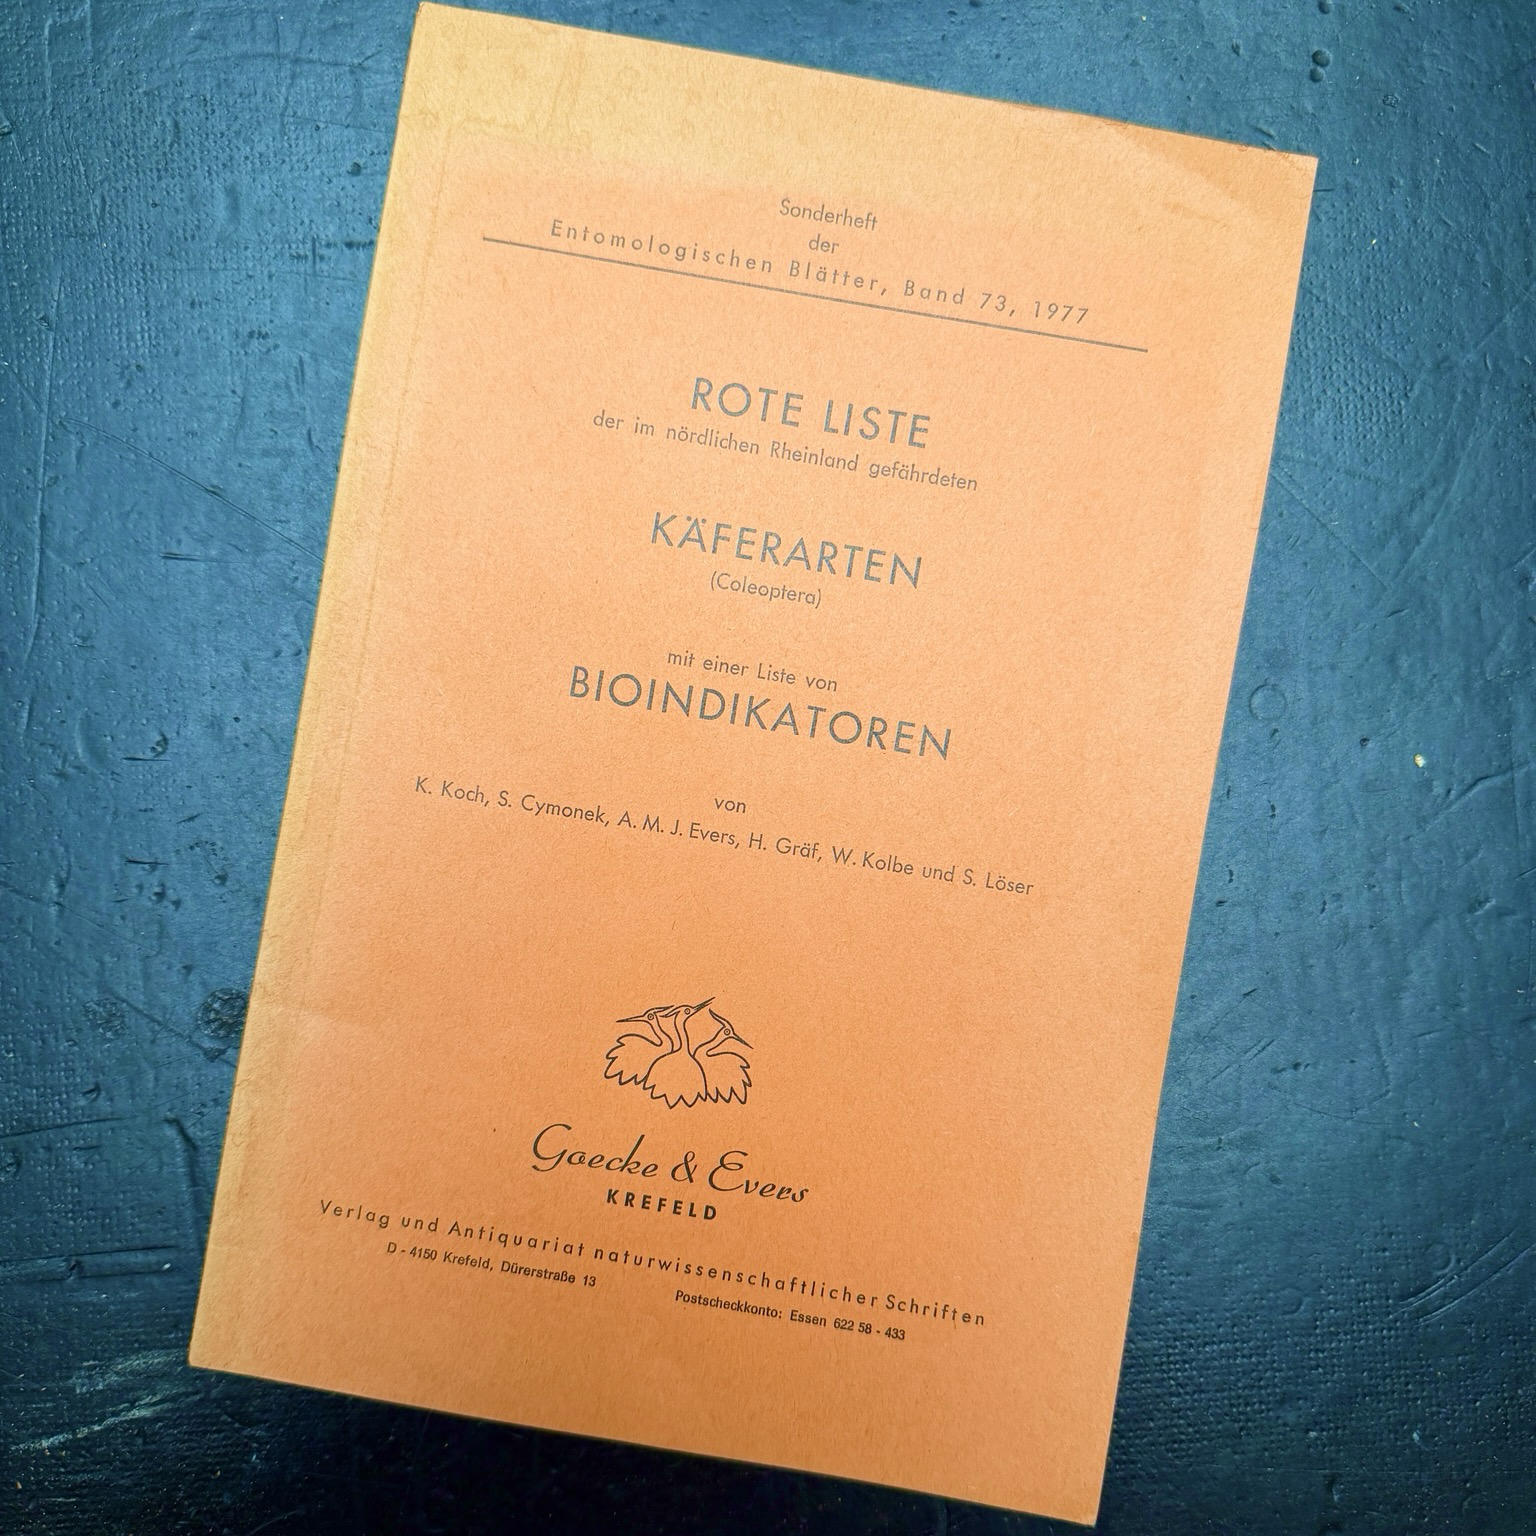 Sonderheft
der
Entomologischen Blätter, Band 73, 1977
ROTE LISTE
der im nördlichen Rheinland gefährdeten
KÄFERARTEN
(Coleoptera)
mit einer Liste von
BIOINDIKATOREN
von
K. Koch, S. Cymonek, A. M. J. Evers, H. Gräf, W. Kolbe und S. Löser
Goecke & Evers
KREFELD
Verlag und Antiquariat naturwissenschaftlicher Schriften
D - 4150 Krefeld, Dürerstraße 13 Postscheckkonto: Essen 622 58 - 433